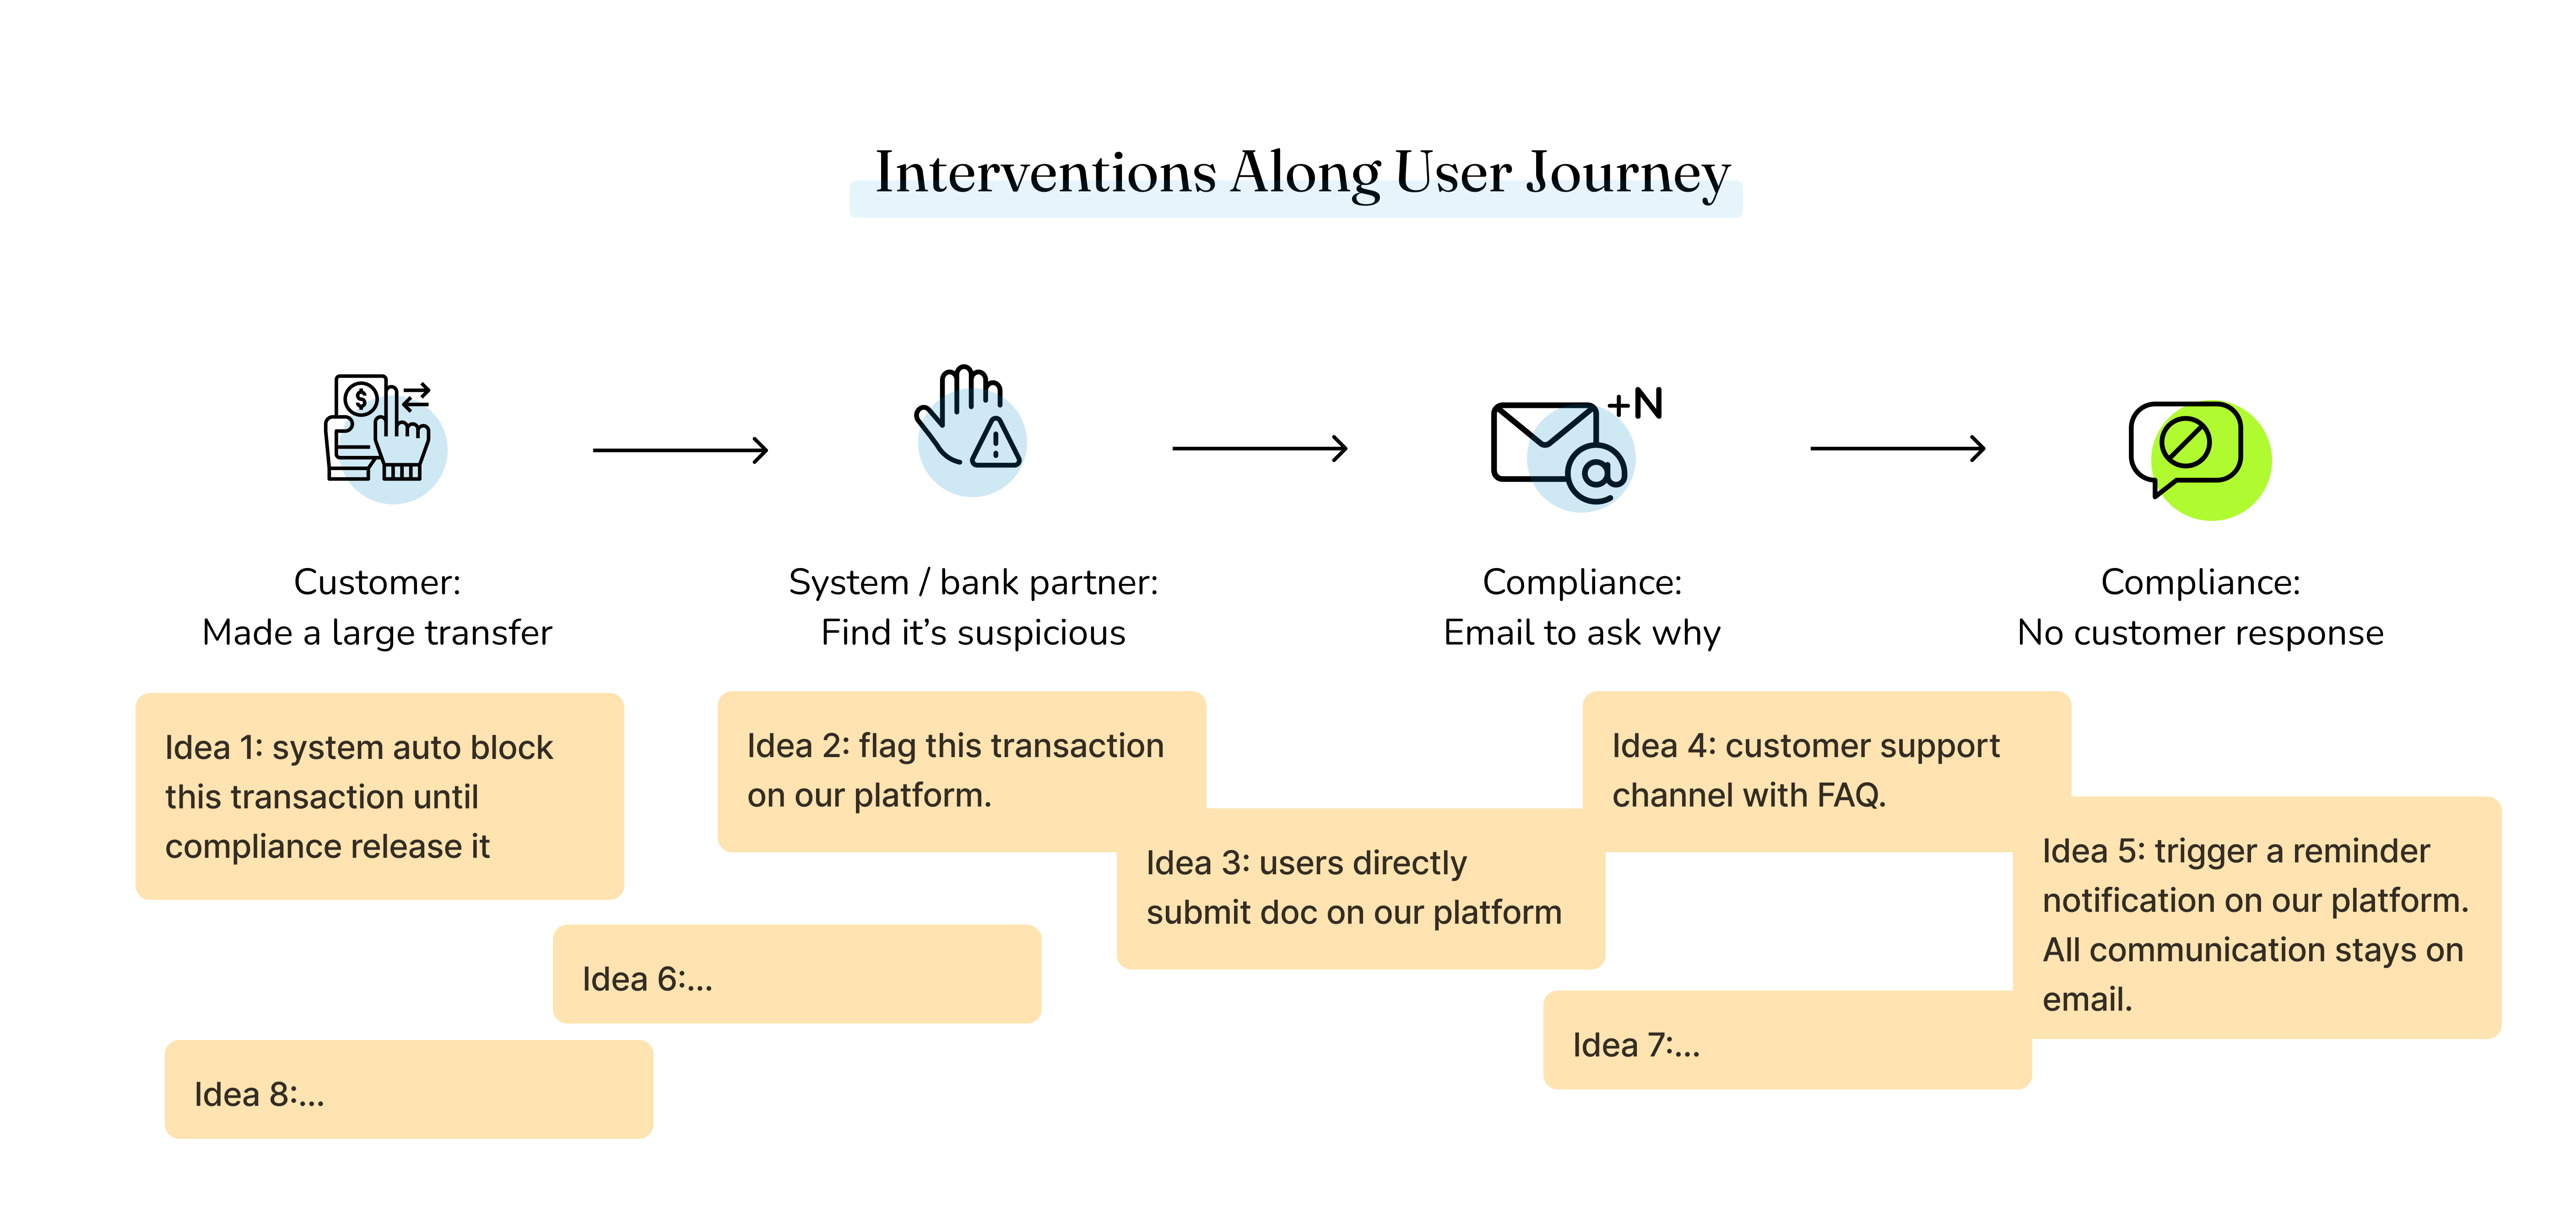 Interventions Along User Journey
$
+N
@
Customer:
Made a large transfer
System / bank partner:
Find it’s suspicious
Compliance:
Email to ask why
Compliance:
No customer response
Idea 1: system auto block
this transaction until
compliance release it
Idea 2: flag this transaction
on our platform.
Idea 3: users directly
submit doc on our platform
Idea 4: customer support
channel with FAQ.
Idea 5: trigger a reminder
notification on our platform.
All communication stays on
email.
Idea 6:...
Idea 7:...
Idea 8:...